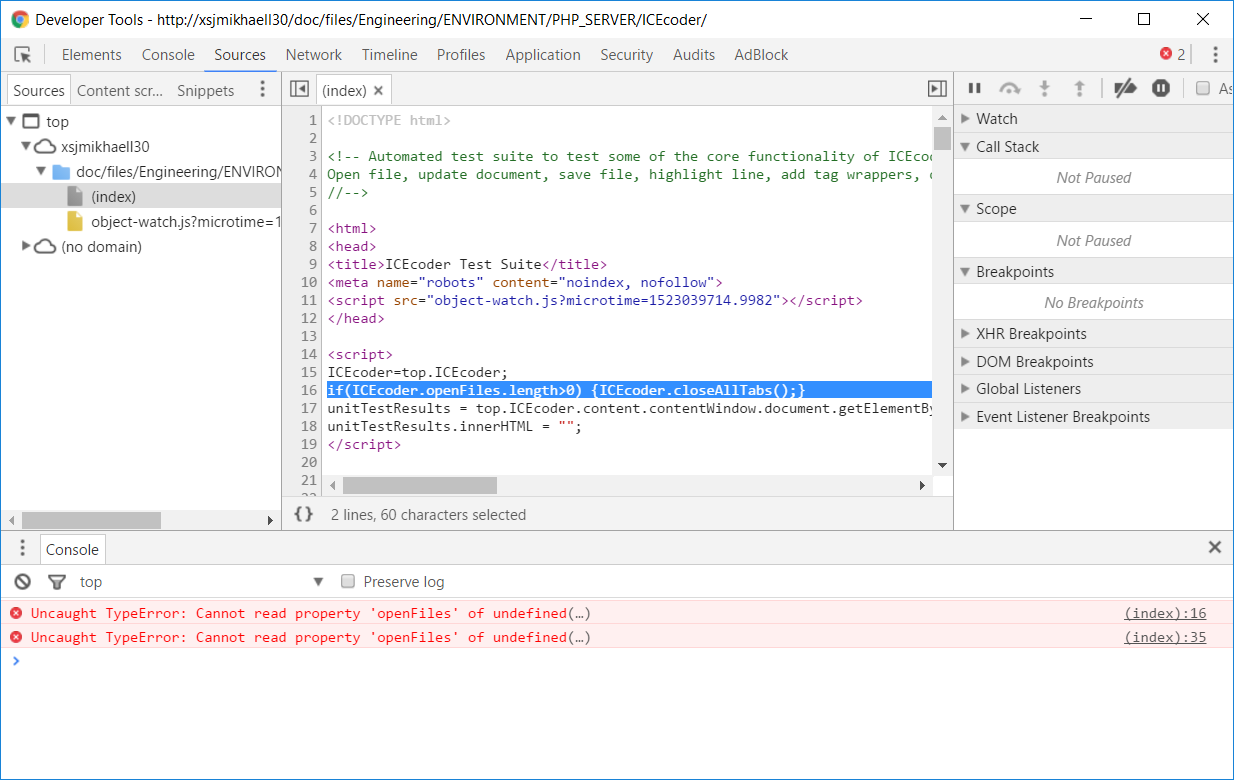 Developer Tools - http://xsjmikhaell30/doc/files/Engineering/ENVIRONMENT/PHP_SERVER/ICEcoder/
Elements Console Sources Network Timeline Profiles Application Security Audits AdBlock 2
Sources Content scr... Snippets
(index)
As
top
xsjmikhaell30
doc/files/Engineering/ENVIRON
(index)
object-watch.js?microtime=1
(no domain)
1 <!DOCTYPE html>
2
3 <!-- Automated test suite to test some of the core functionality of ICEcod
4 Open file, update document, save file, highlight line, add tag wrappers,
5 //-->
6
7 <html>
8 <head>
9 <title>ICEcoder Test Suite</title>
10 <meta name="robots" content="noindex, nofollow">
11 <script src="object-watch.js?microtime=1523039714.9982"></script>
12 </head>
13
14 <script>
15 ICEcoder=top.ICEcoder;
16 if(ICEcoder.openFiles.length>0) {ICEcoder.closeAllTabs();}
17 unitTestResults = top.ICEcoder.content.contentWindow.document.getElementBy
18 unitTestResults.innerHTML = "";
19 </script>
20
21
{} 2 lines, 60 characters selected
Watch
Call Stack
Not Paused
Scope
Not Paused
Breakpoints
No Breakpoints
XHR Breakpoints
DOM Breakpoints
Global Listeners
Event Listener Breakpoints
Console
top Preserve log
Uncaught TypeError: Cannot read property 'openFiles' of undefined(…) (index):16
Uncaught TypeError: Cannot read property 'openFiles' of undefined(…) (index):35
>